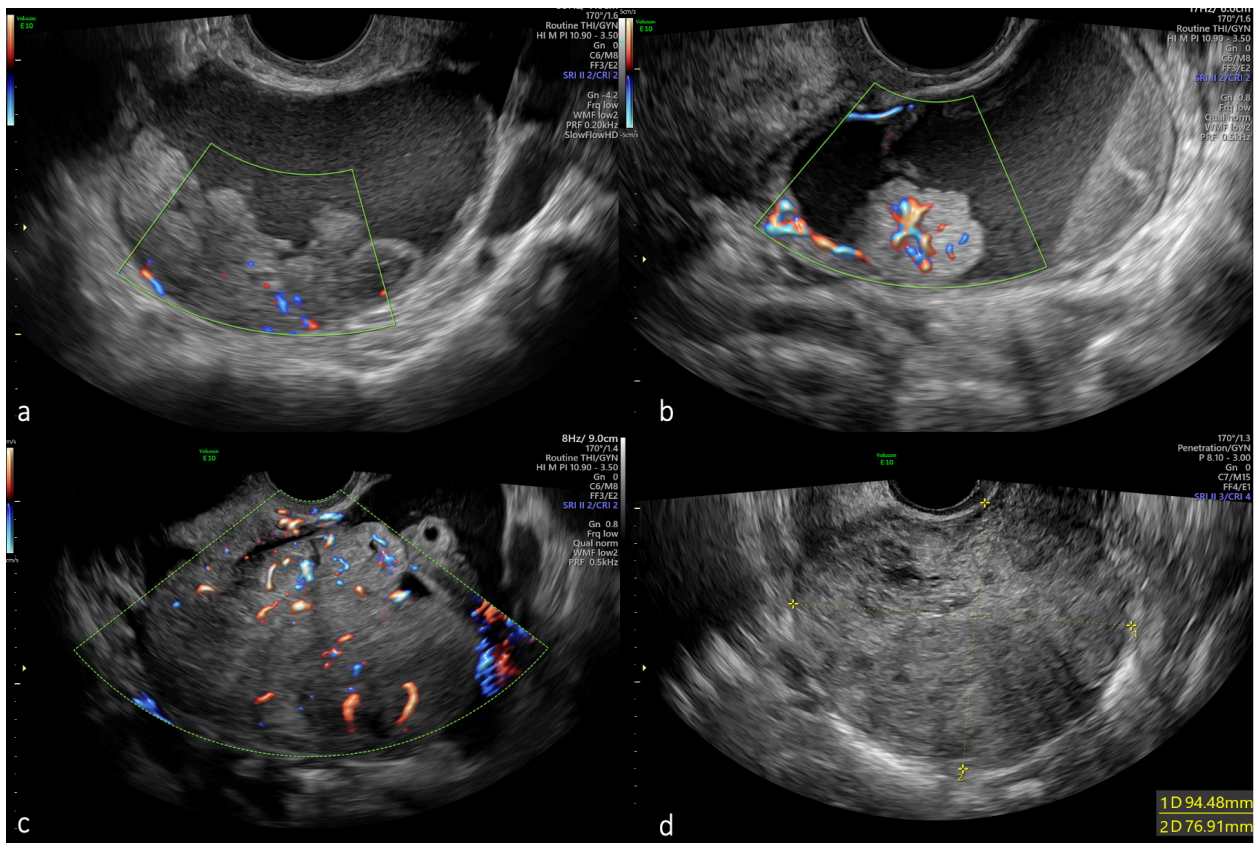 Voluson
E10
170°/1.6
Routine THI/GYN
HI M PI 10.90 - 3.50
Gn 0
C6/M8
FF3/E2
SRI II 2/CRI 2
Gn -4.2
Frq low
WMF low2
PRF 0.20kHz
SlowFlowHD
a
5cm/s
-5cm/s
Voluson
E10
170°/1.6
Routine THI/GYN
HI M PI 10.90 - 3.50
Gn 0
C6/M8
FF3/E2
SRI II 2/CRI 2
Gn 0.8
Frq low
Qual norm
WMF low2
PRF 0.5kHz
b
Voluson
E10
8Hz/ 9.0cm
170°/1.4
Routine THI/GYN
HI M PI 10.90 - 3.50
Gn 0
C6/M8
FF3/E2
SRI II 2/CRI 2
Gn 0.8
Frq low
Qual norm
WMF low2
PRF 0.5kHz
c
Voluson
E10
170°/1.3
Penetration/GYN
P 8.10 - 3.00
Gn 0
C7/M15
FF4/E1
SRI II 3/CRI 4
1
2
d
1 D 94.48mm
2 D 76.91mm